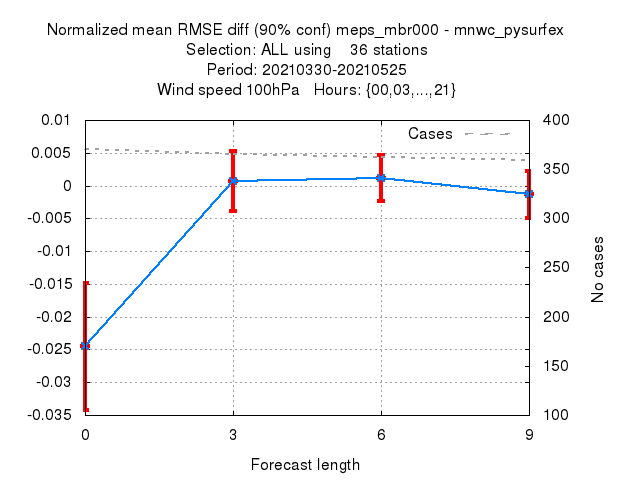 Normalized mean RMSE diff (90% conf) meps_mbr000 - mnwc_pysurfex
Selection: ALL using 36 stations
Period: 20210330-20210525
Wind speed 100hPa Hours: {00,03,...,21}
0.01
0.005
0
-0.005
-0.01
-0.015
-0.02
-0.025
-0.03
-0.035
Cases
400
350
300
250
200
150
100
No cases
0 3 6 9
Forecast length